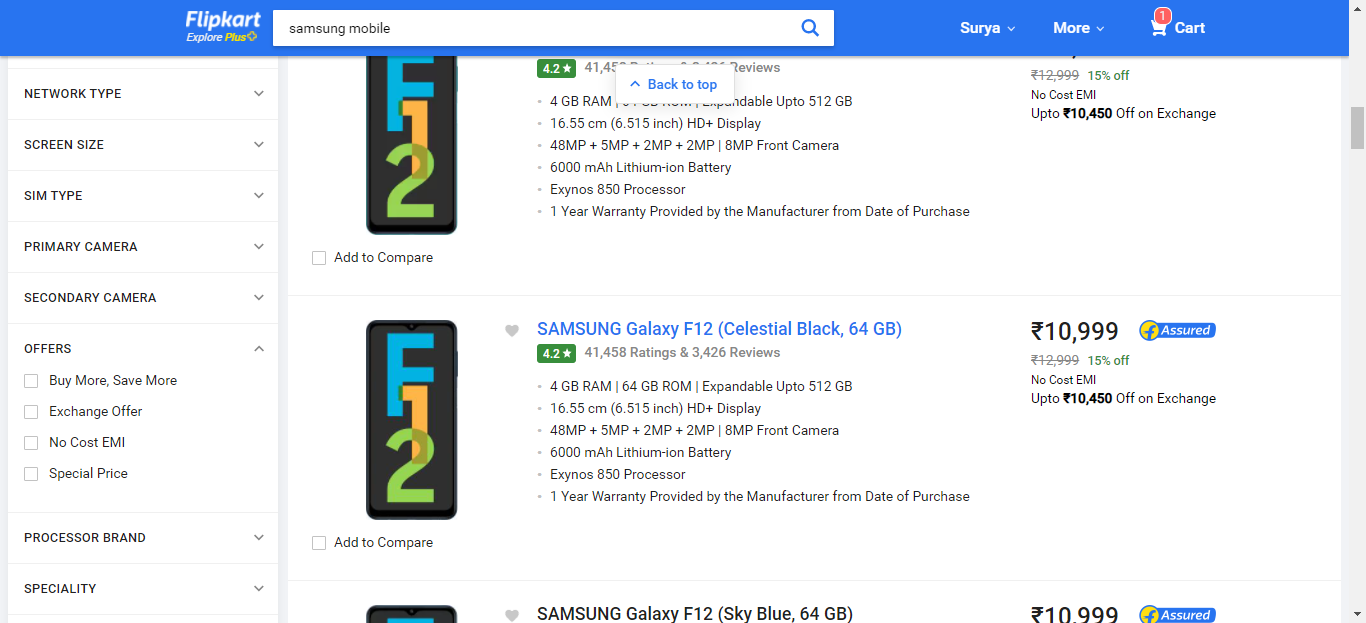 Flipkart
Explore Plus
samsung mobile
Surya
More
1
Cart
NETWORK TYPE
SCREEN SIZE
SIM TYPE
PRIMARY CAMERA
SECONDARY CAMERA
OFFERS
Buy More, Save More
Exchange Offer
No Cost EMI
Special Price
PROCESSOR BRAND
SPECIALITY
Back to top
F12
4.2★ 41,458 Reviews
4 GB RAM | Expandable Upto 512 GB
16.55 cm (6.515 inch) HD+ Display
48MP + 5MP + 2MP + 2MP | 8MP Front Camera
6000 mAh Lithium-ion Battery
Exynos 850 Processor
1 Year Warranty Provided by the Manufacturer from Date of Purchase
₹12,999 15% off
No Cost EMI
Upto ₹10,450 Off on Exchange
Add to Compare
F12
SAMSUNG Galaxy F12 (Celestial Black, 64 GB)
4.2★ 41,458 Ratings & 3,426 Reviews
4 GB RAM | 64 GB ROM | Expandable Upto 512 GB
16.55 cm (6.515 inch) HD+ Display
48MP + 5MP + 2MP + 2MP | 8MP Front Camera
6000 mAh Lithium-ion Battery
Exynos 850 Processor
1 Year Warranty Provided by the Manufacturer from Date of Purchase
₹10,999 Assured
₹12,999 15% off
No Cost EMI
Upto ₹10,450 Off on Exchange
Add to Compare
SAMSUNG Galaxy F12 (Sky Blue, 64 GB)
₹10,999 Assured